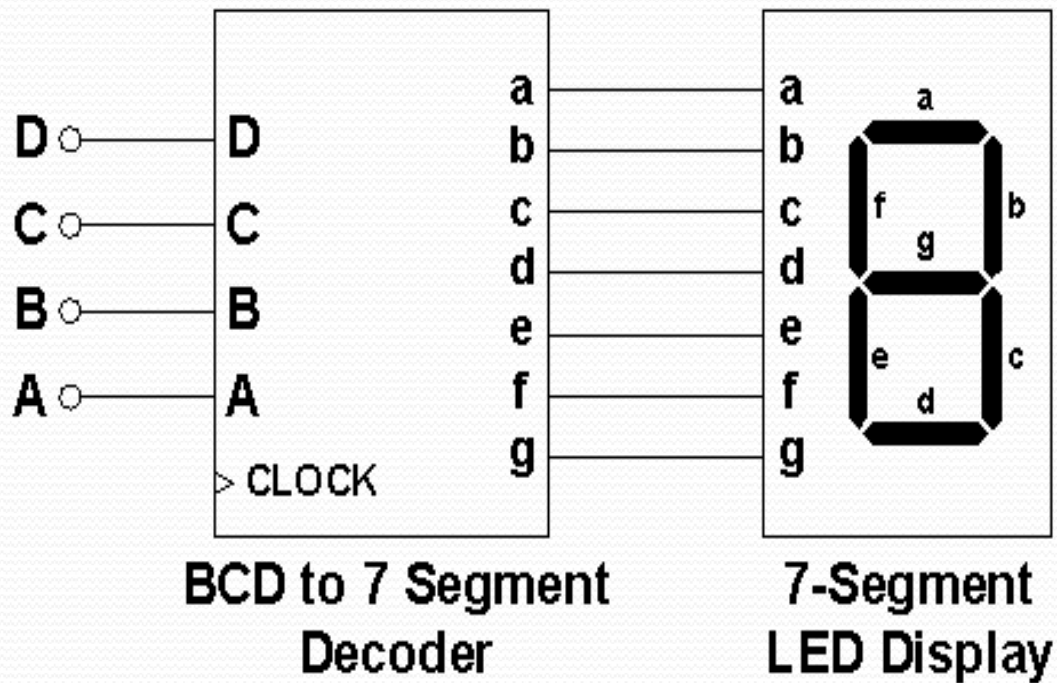 D
C
B
A
D
C
B
A
> CLOCK
a
b
c
d
e
f
g
a
b
c
d
e
f
g
a
f
b
g
e
c
d
BCD to 7 Segment
Decoder
7-Segment
LED Display